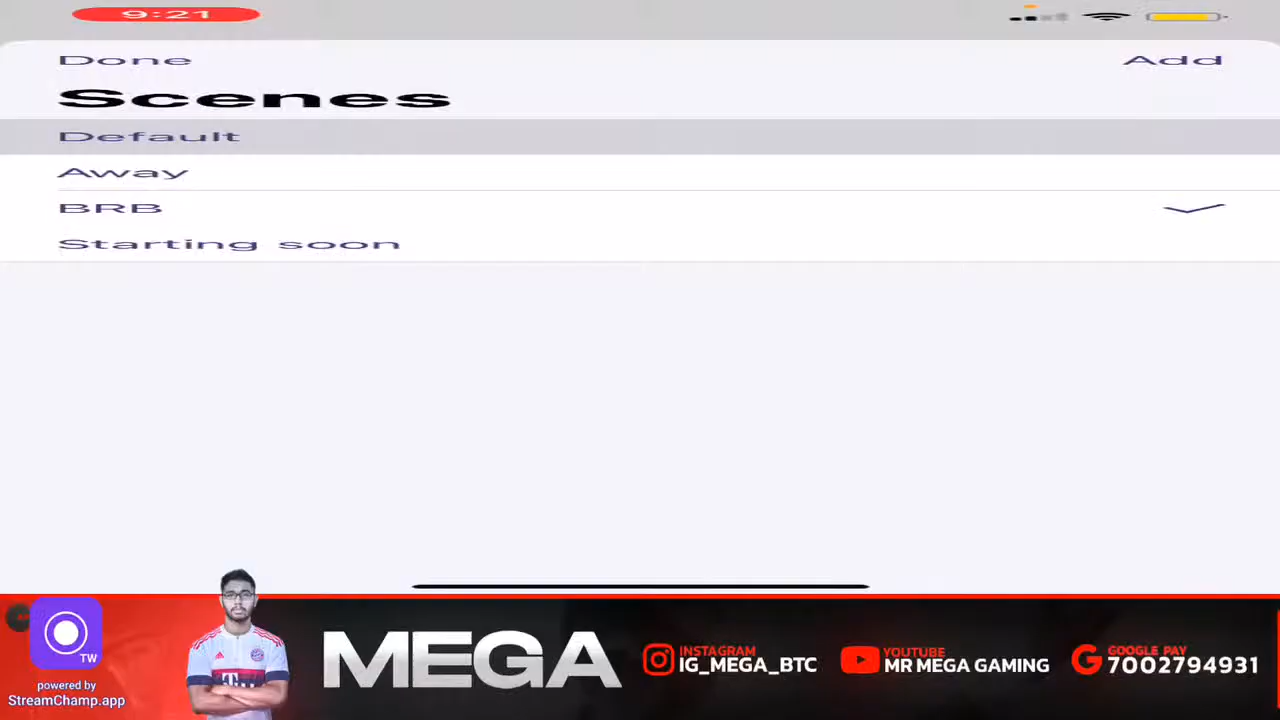 9:21
Done
Add
Scenes
Default
Away
BRB
Starting soon
TW
powered by
StreamChamp.app
MEGA
INSTAGRAM
IG_MEGA_BTC
YOUTUBE
MR MEGA GAMING
GOOGLE PAY
7002794931